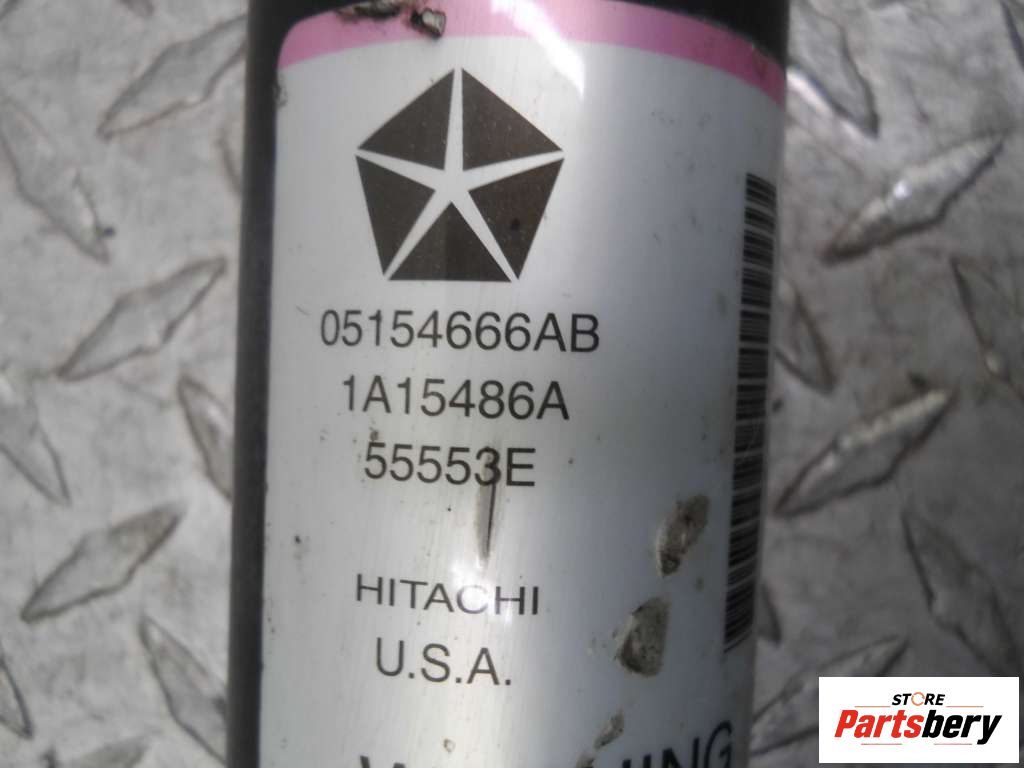 05154666AB
1A15486A
55553E
HITACHI
U.S.A.
STORE
Partsbery